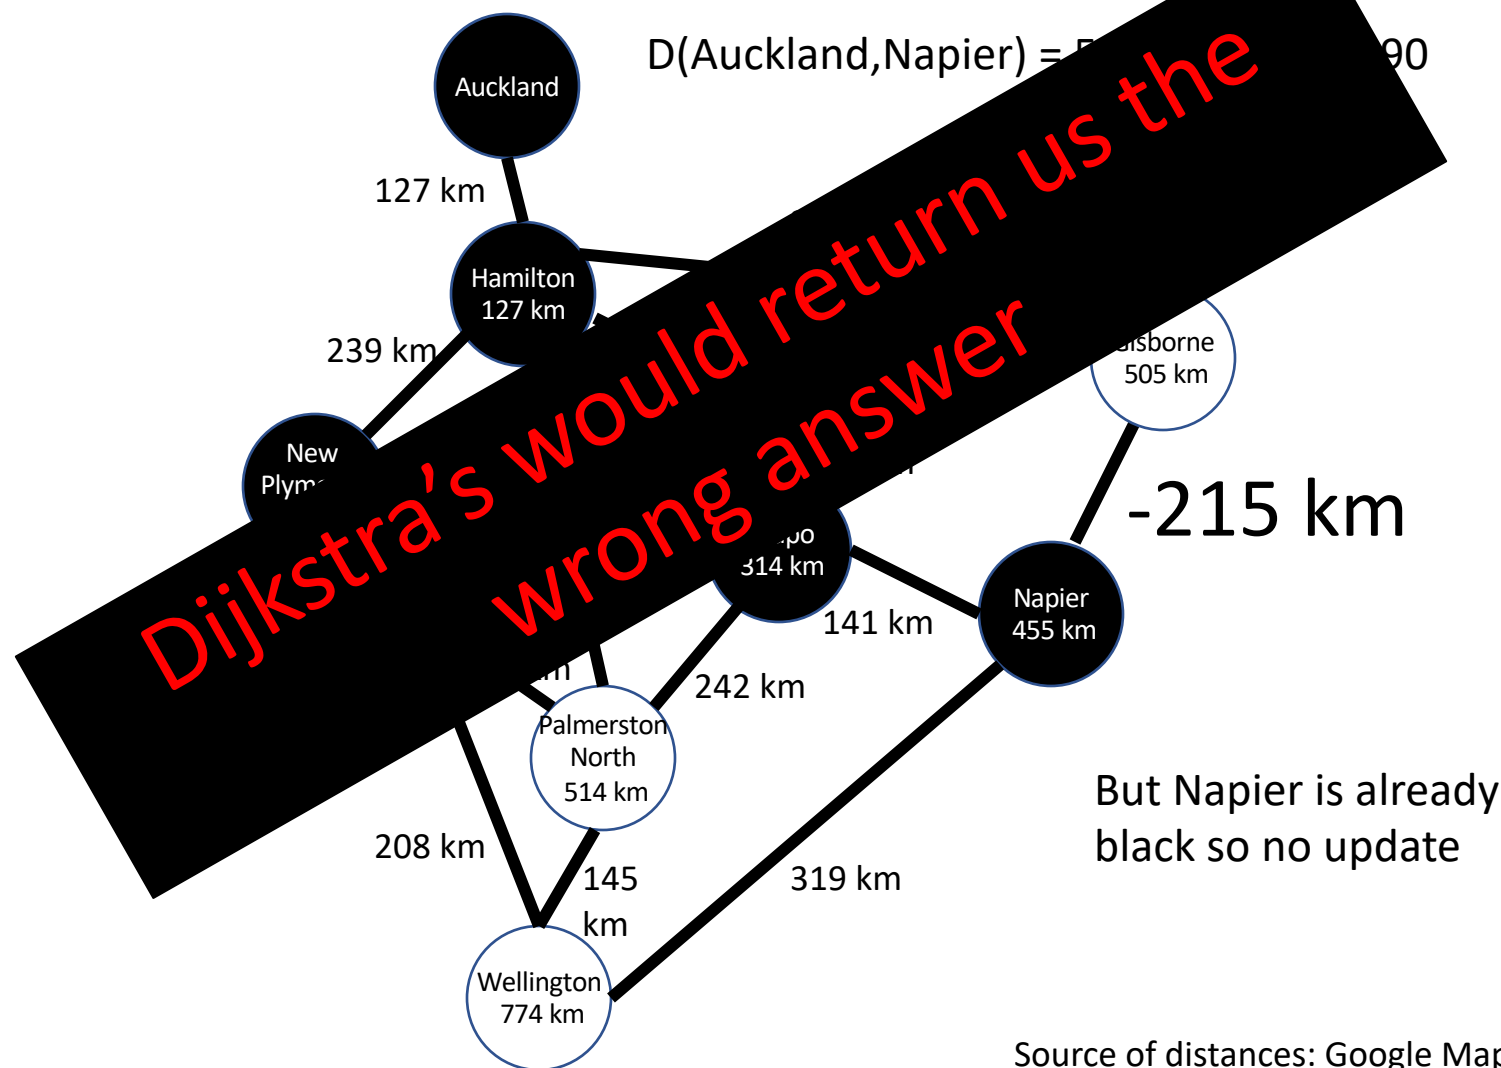 D(Auckland,Napier) =
90
Auckland
127 km
Hamilton
127 km
239 km
Dijkstra’s would return us the
wrong answer
505 km
New
-215 km
314 km
Napier
455 km
141 km
242 km
Palmerston
North
514 km
But Napier is already
black so no update
208 km
145
km
319 km
Wellington
774 km
Source of distances: Google